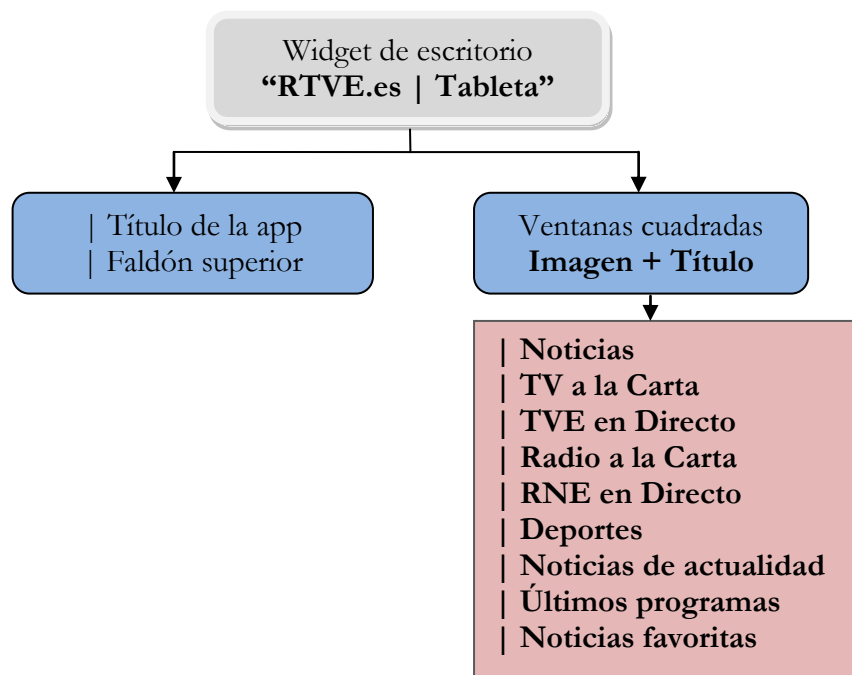 Widget de escritorio
“RTVE.es | Tableta”
| Título de la app
| Faldón superior
Ventanas cuadradas
Imagen + Título
| Noticias
| TV a la Carta
| TVE en Directo
| Radio a la Carta
| RNE en Directo
| Deportes
| Noticias de actualidad
| Últimos programas
| Noticias favoritas